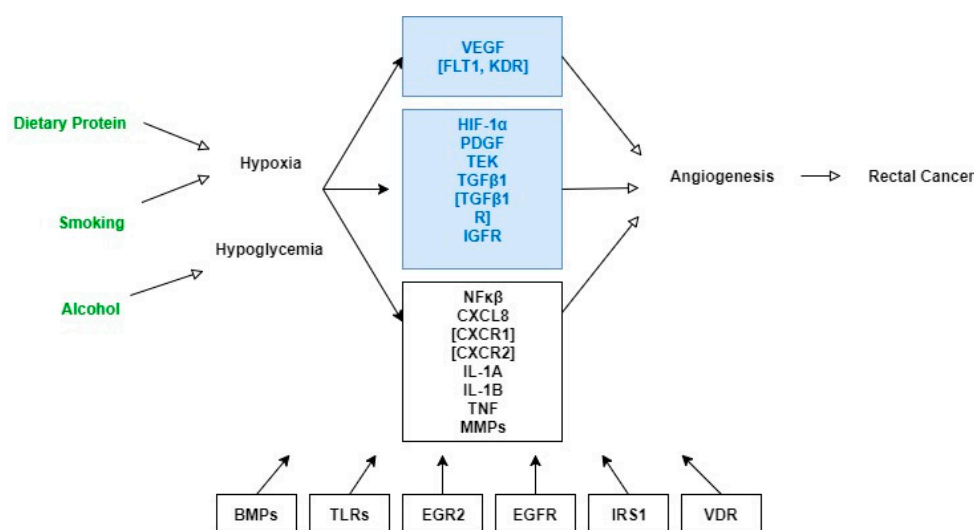 VEGF
[FLT1, KDR]
Dietary Protein
Hypoxia
Smoking
Hypoglycemia
Alcohol
HIF-1α
PDGF
TEK
TGFβ1
[TGFβ1
R]
IGFR
Angiogenesis
Rectal Cancer
NFκβ
CXCL8
[CXCR1]
[CXCR2]
IL-1A
IL-1B
TNF
MMPs
BMPs
TLRs
EGR2
EGFR
IRS1
VDR